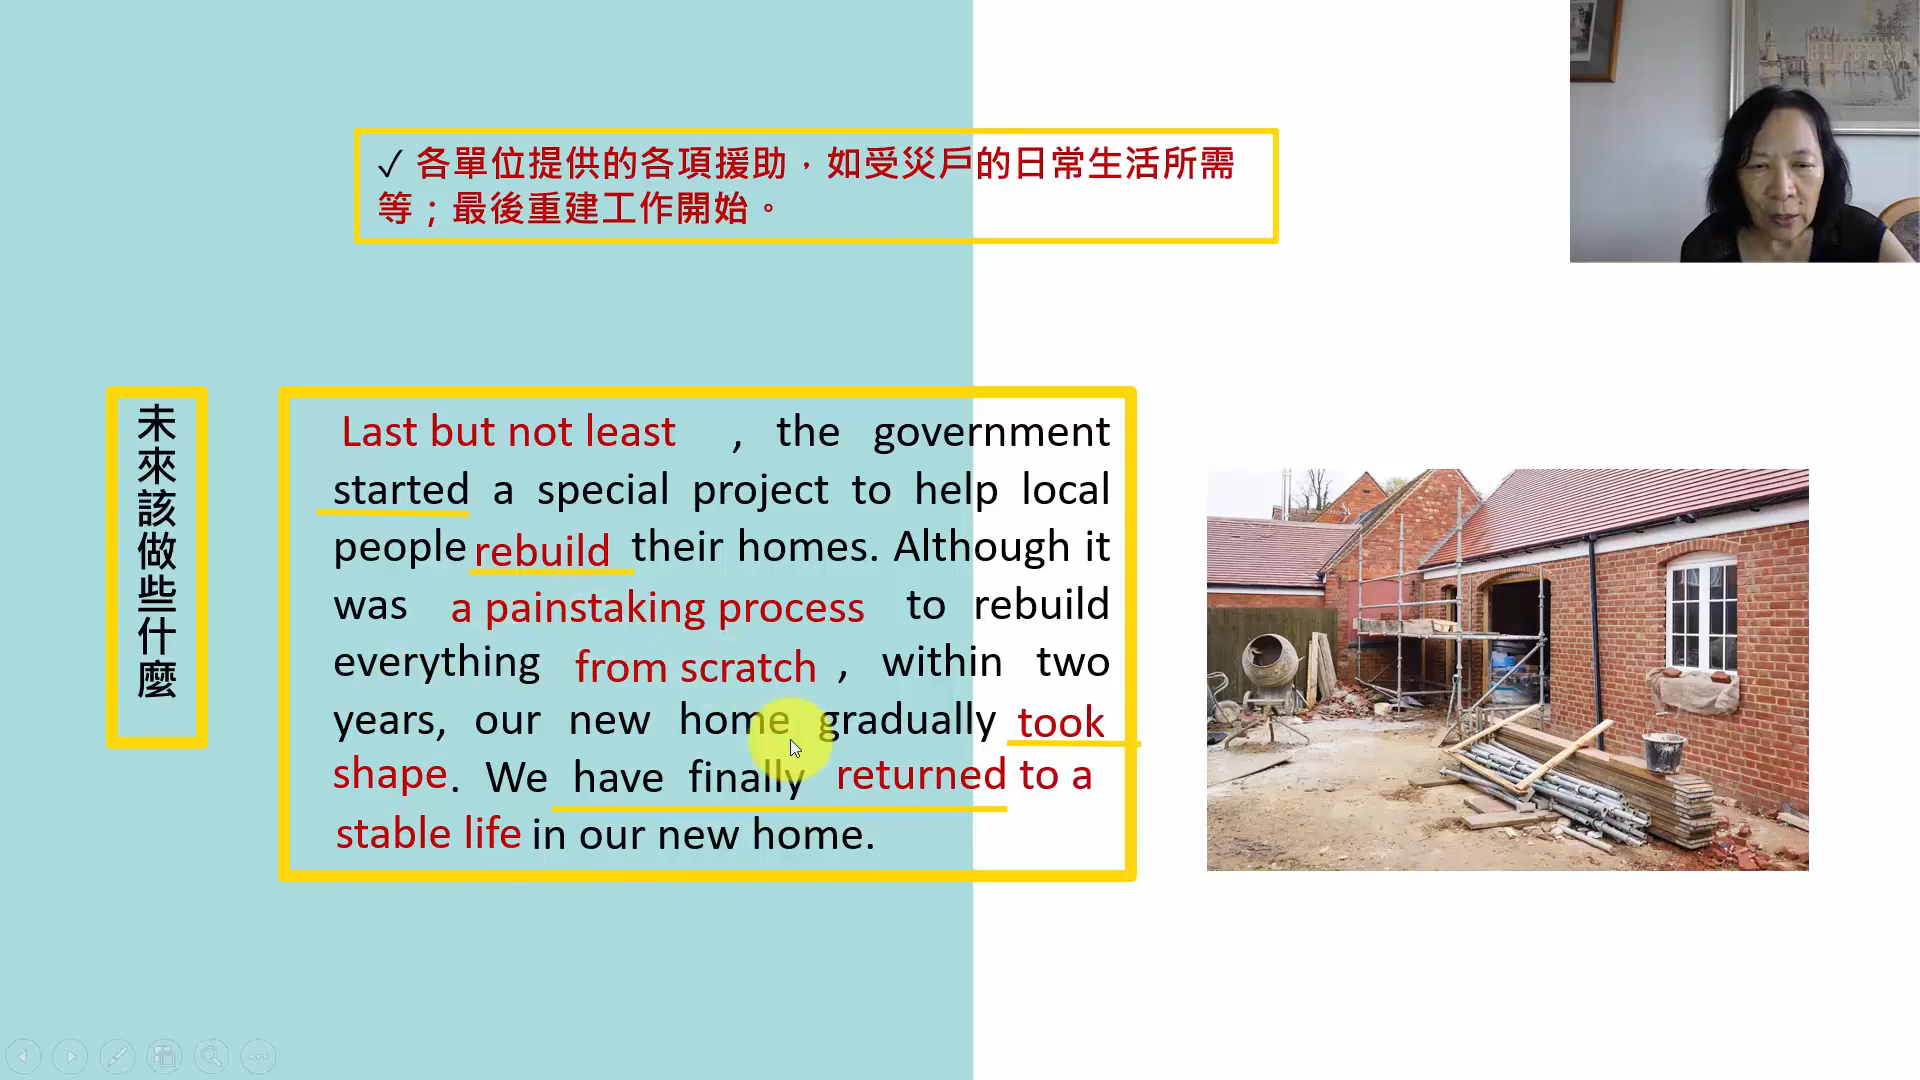 ✓ 各單位提供的各項援助，如受災戶的日常生活所需
等；最後重建工作開始。
未來該做些什麼
Last but not least , the government
started a special project to help local
people rebuild their homes. Although it
was a painstaking process to rebuild
everything from scratch , within two
years, our new home gradually took
shape. We have finally returned to a
stable life in our new home.